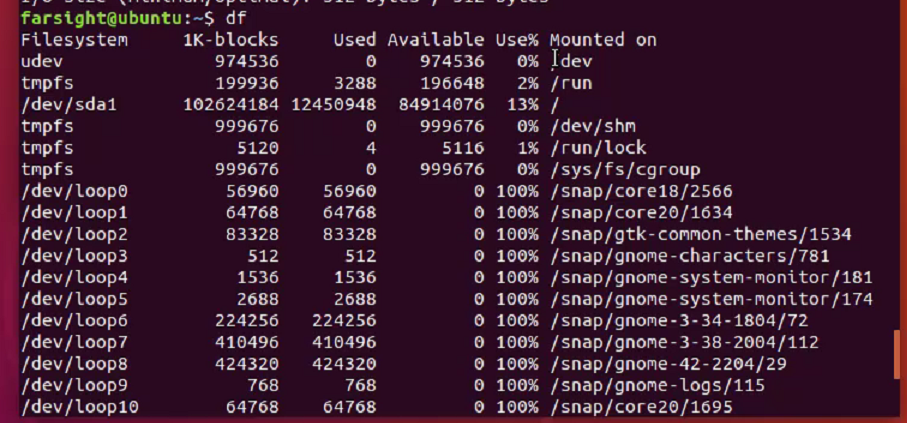 farsight@ubuntu:~$ df
Filesystem 1K-blocks Used Available Use% Mounted on
udev 974536 0 974536 0% /dev
tmpfs 199936 3288 196648 2% /run
/dev/sda1 102624184 12450948 84914076 13% /
tmpfs 999676 0 999676 0% /dev/shm
tmpfs 5120 4 5116 1% /run/lock
tmpfs 999676 0 999676 0% /sys/fs/cgroup
/dev/loop0 56960 56960 0 100% /snap/core18/2566
/dev/loop1 64768 64768 0 100% /snap/core20/1634
/dev/loop2 83328 83328 0 100% /snap/gtk-common-themes/1534
/dev/loop3 512 512 0 100% /snap/gnome-characters/781
/dev/loop4 1536 1536 0 100% /snap/gnome-system-monitor/181
/dev/loop5 2688 2688 0 100% /snap/gnome-system-monitor/174
/dev/loop6 224256 224256 0 100% /snap/gnome-3-34-1804/72
/dev/loop7 410496 410496 0 100% /snap/gnome-3-38-2004/112
/dev/loop8 424320 424320 0 100% /snap/gnome-42-2204/29
/dev/loop9 768 768 0 100% /snap/gnome-logs/115
/dev/loop10 64768 64768 0 100% /snap/core20/1695